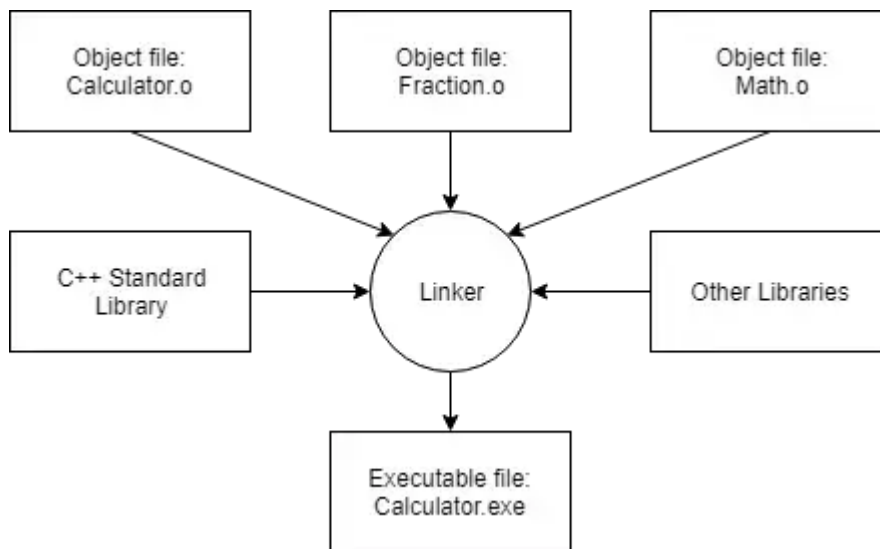 Object file:
Calculator.o
Object file:
Fraction.o
Object file:
Math.o
C++ Standard
Library
Linker
Other Libraries
Executable file:
Calculator.exe